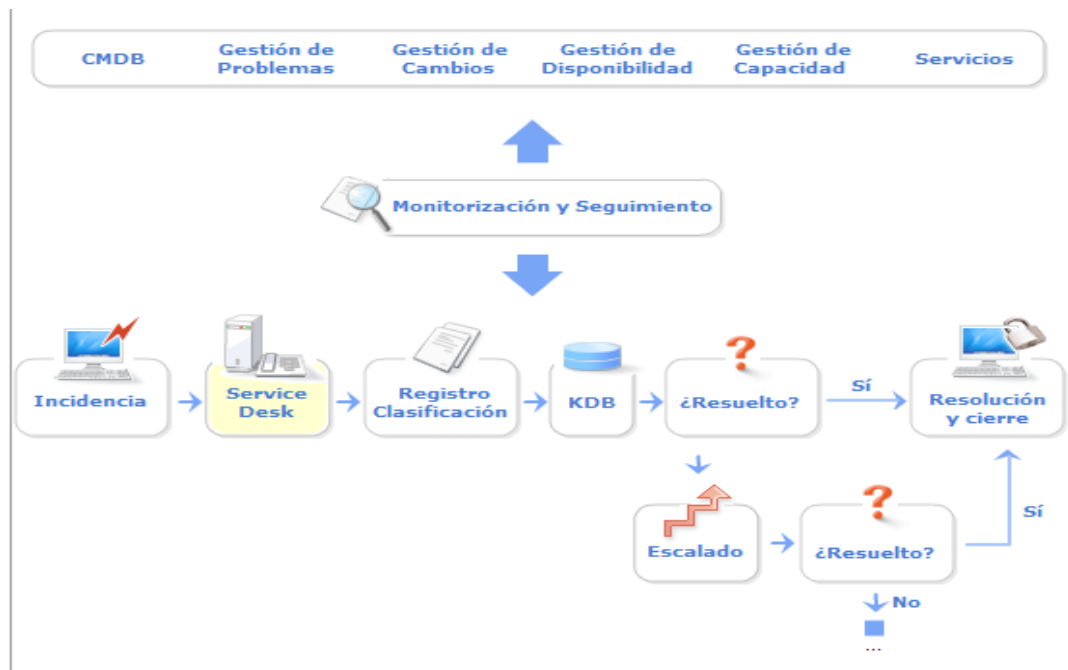 CMDB
Gestión de
Problemas
Gestión de
Cambios
Gestión de
Disponibilidad
Gestión de
Capacidad
Servicios
Monitorización y Seguimiento
Incidencia
Service
Desk
Registro
Clasificación
KDB
¿Resuelto?
Sí
Resolución
y cierre
Escalado
¿Resuelto?
Sí
No
...